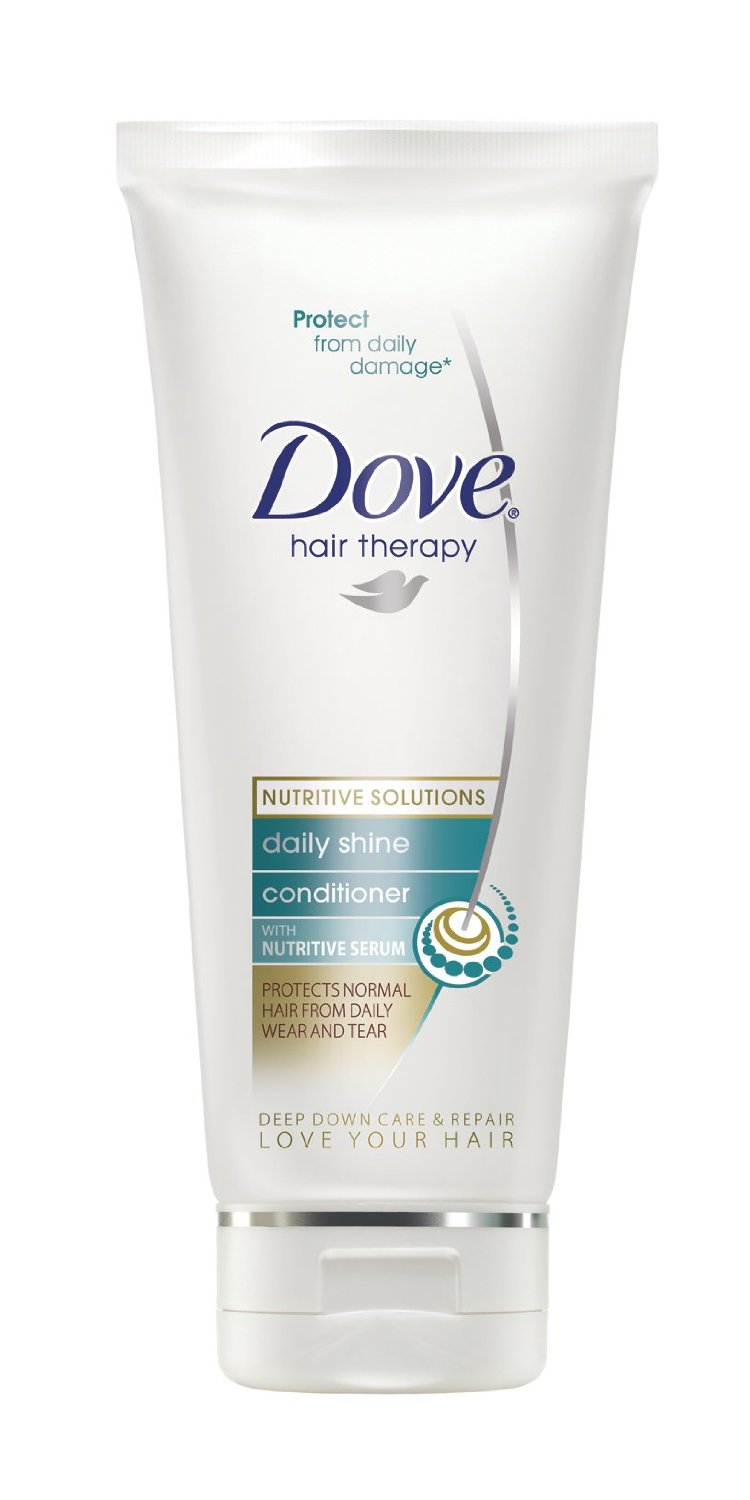 Protect
from daily
damage*
Dove®
hair therapy
NUTRITIVE SOLUTIONS
daily shine
conditioner
WITH
NUTRITIVE SERUM
PROTECTS NORMAL
HAIR FROM DAILY
WEAR AND TEAR
DEEP DOWN CARE & REPAIR
LOVE YOUR HAIR